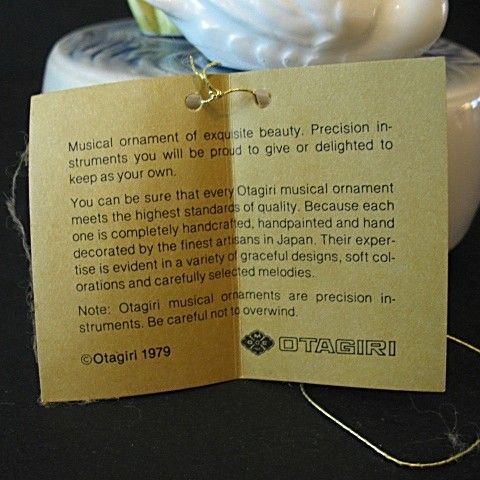 Musical ornament of exquisite beauty. Precision in-
struments you will be proud to give or delighted to
keep as your own.
You can be sure that every Otagiri musical ornament
meets the highest standards of quality. Because each
one is completely handcrafted, handpainted and hand
decorated by the finest artisans in Japan. Their exper-
tise is evident in a variety of graceful designs, soft col-
orations and carefully selected melodies.
Note: Otagiri musical ornaments are precision in-
struments. Be careful not to overwind.
©Otagiri 1979
OTAGIRI